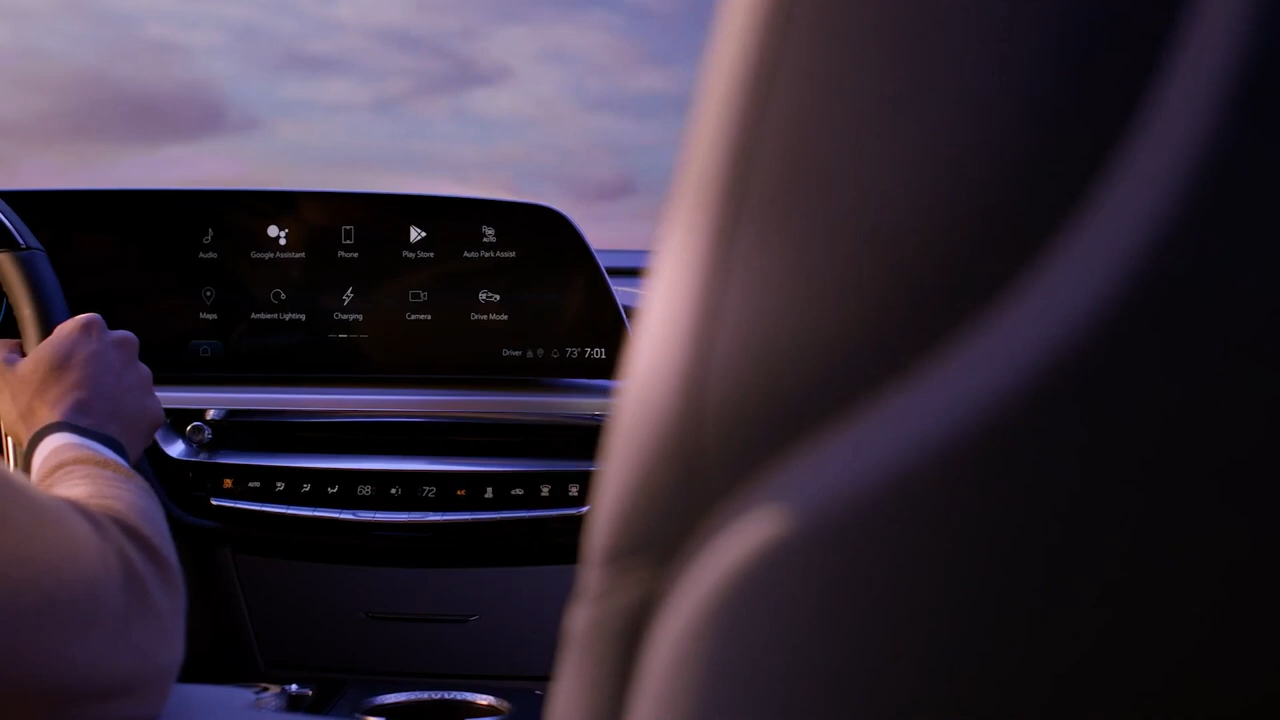 Audio Google Assistant Phone Play Store Auto Park Assist
Maps Ambient Lighting Charging Camera Drive Mode
Driver 73° 7:01
AUTO 68 72 A/C